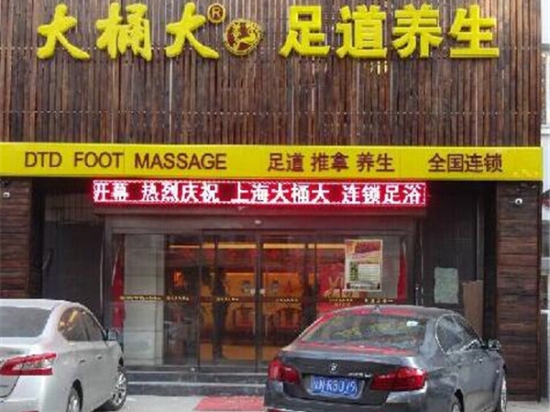 大桶大® 足道养生
DTD FOOT MASSAGE 足道 推拿 养生 全国连锁
开幕 热烈庆祝 上海大桶大 连锁足浴